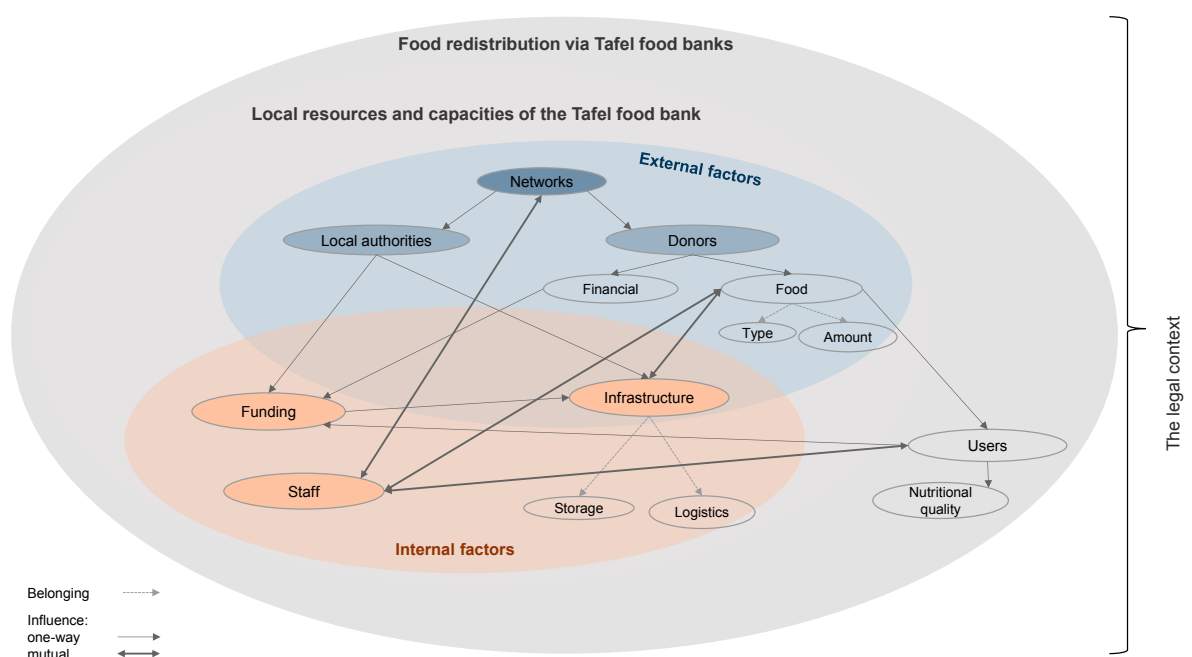 Food redistribution via Tafel food banks
Local resources and capacities of the Tafel food bank
External factors
Networks
Local authorities
Donors
Financial
Food
Type
Amount
Infrastructure
Funding
Users
Staff
Storage
Logistics
Nutritional
quality
Internal factors
The legal context
Belonging
Influence:
one-way
mutual